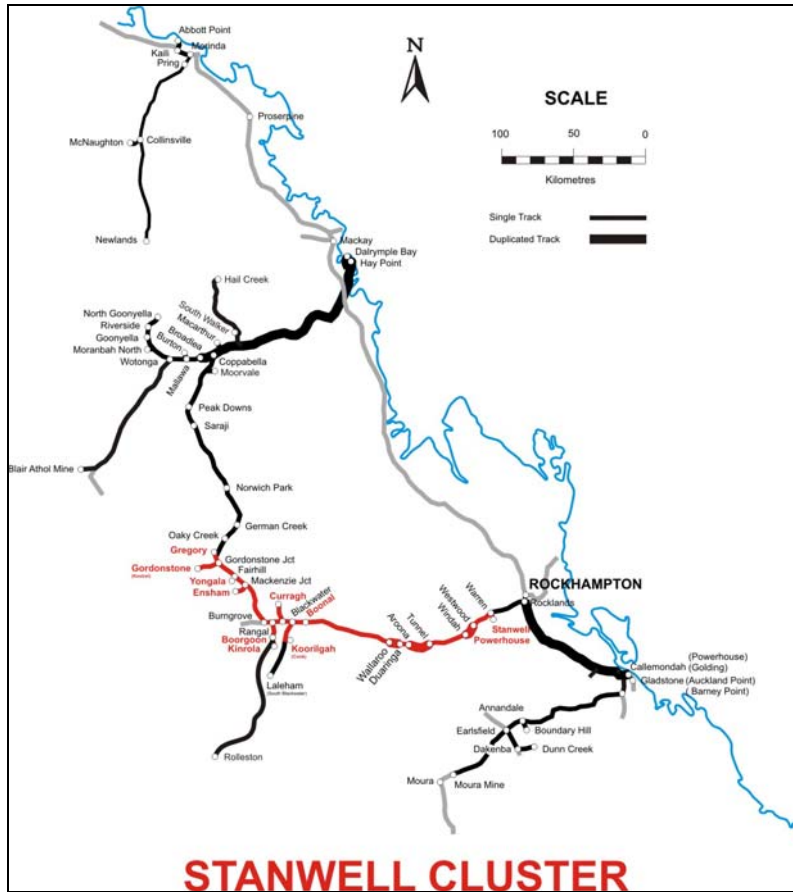 Abbott Point
Kaili
Merinda
Pring
N
SCALE
100 50 0
Kilometres
Single Track
Duplicated Track
Proserpine
McNaughton
Collinsville
Newlands
Mackay
Dalrymple Bay
Hay Point
Hail Creek
North Goonyella
Riverside
Goonyella
Moranbah North
Wotonga
South Walker
Macarthur
Broadlea
Burton
Mallawa
Coppabella
Moorvale
Peak Downs
Saraji
Blair Athol Mine
Norwich Park
German Creek
Oaky Creek
Gregory
Gordonstone Jct
Gordonstone
Fairhill
Yongala
Mackenzie Jct
Ensham
Curragh
Blackwater
Boonal
Burngrove
Rangal
Boorgoon
Kinrola
Koorilgah
Laleham
(South Blackwater)
Rolleston
Wallaroo
Duaringa
Aroona
Tunnel
Windah
Westwood
Warren
Stanwell
Powerhouse
ROCKHAMPTON
Rocklands
Callemondah
(Powerhouse)
(Golding)
Gladstone
(Auckland Point)
( Barney Point)
Annandale
Earlsfield
Boundary Hill
Dakenba
Dunn Creek
Moura
Moura Mine
STANWELL CLUSTER